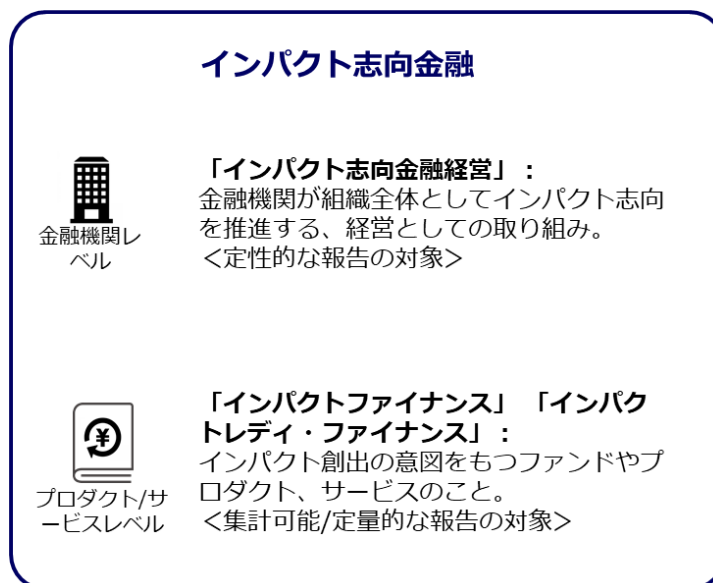 インパクト志向金融
「インパクト志向金融経営」：
金融機関が組織全体としてインパクト志向
を推進する、経営としての取り組み。
＜定性的な報告の対象＞
金融機関レ
ベル
「インパクトファイナンス」 「インパク
トレディ・ファイナンス」：
インパクト創出の意図をもつファンドやプ
ロダクト、サービスのこと。
＜集計可能/定量的な報告の対象＞
¥
プロダクト/サ
ービスレベル